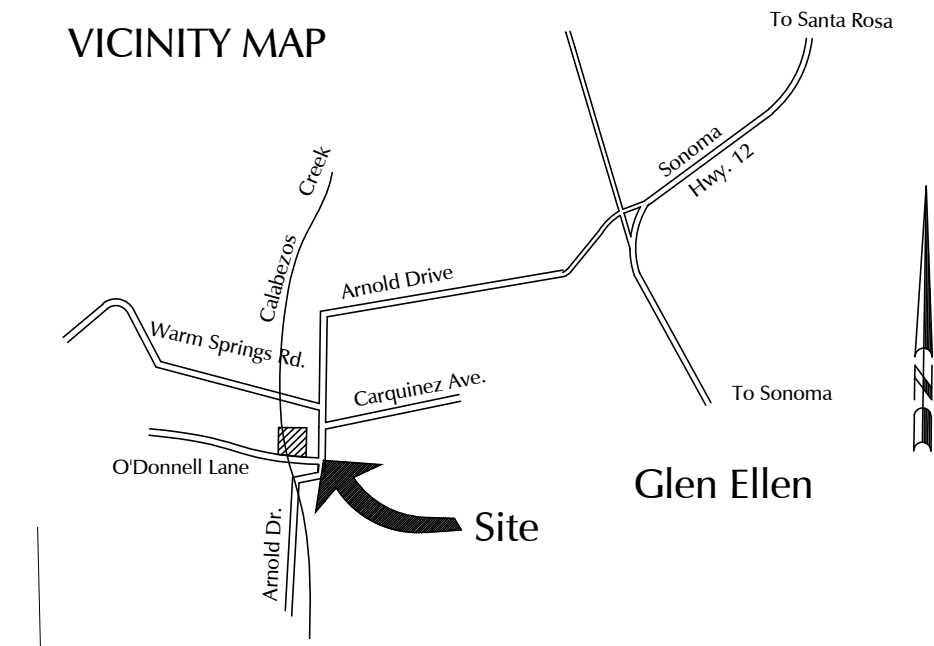 VICINITY MAP
To Santa Rosa
Sonoma
Hwy. 12
Creek
Calabezos
Arnold Drive
Warm Springs Rd.
Carquinez Ave.
To Sonoma
O'Donnell Lane
Glen Ellen
Site
Arnold Dr.
N